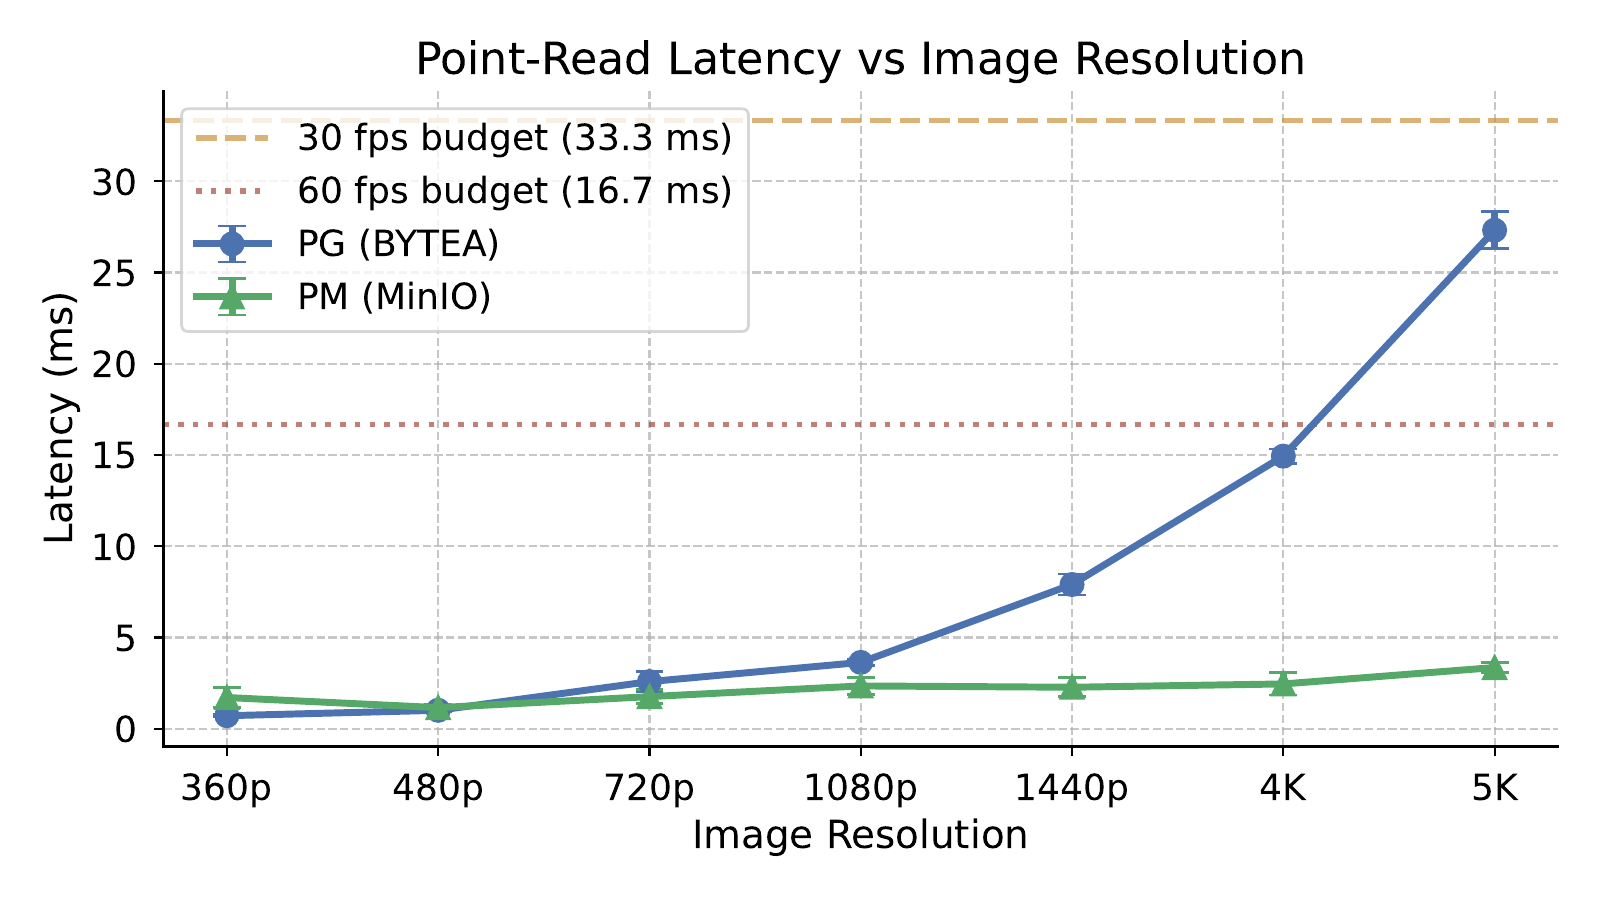 Point-Read Latency vs Image Resolution
30 fps budget (33.3 ms)
60 fps budget (16.7 ms)
PG (BYTEA)
PM (MinIO)
Latency (ms)
30
25
20
15
10
5
0
360p 480p 720p 1080p 1440p 4K 5K
Image Resolution